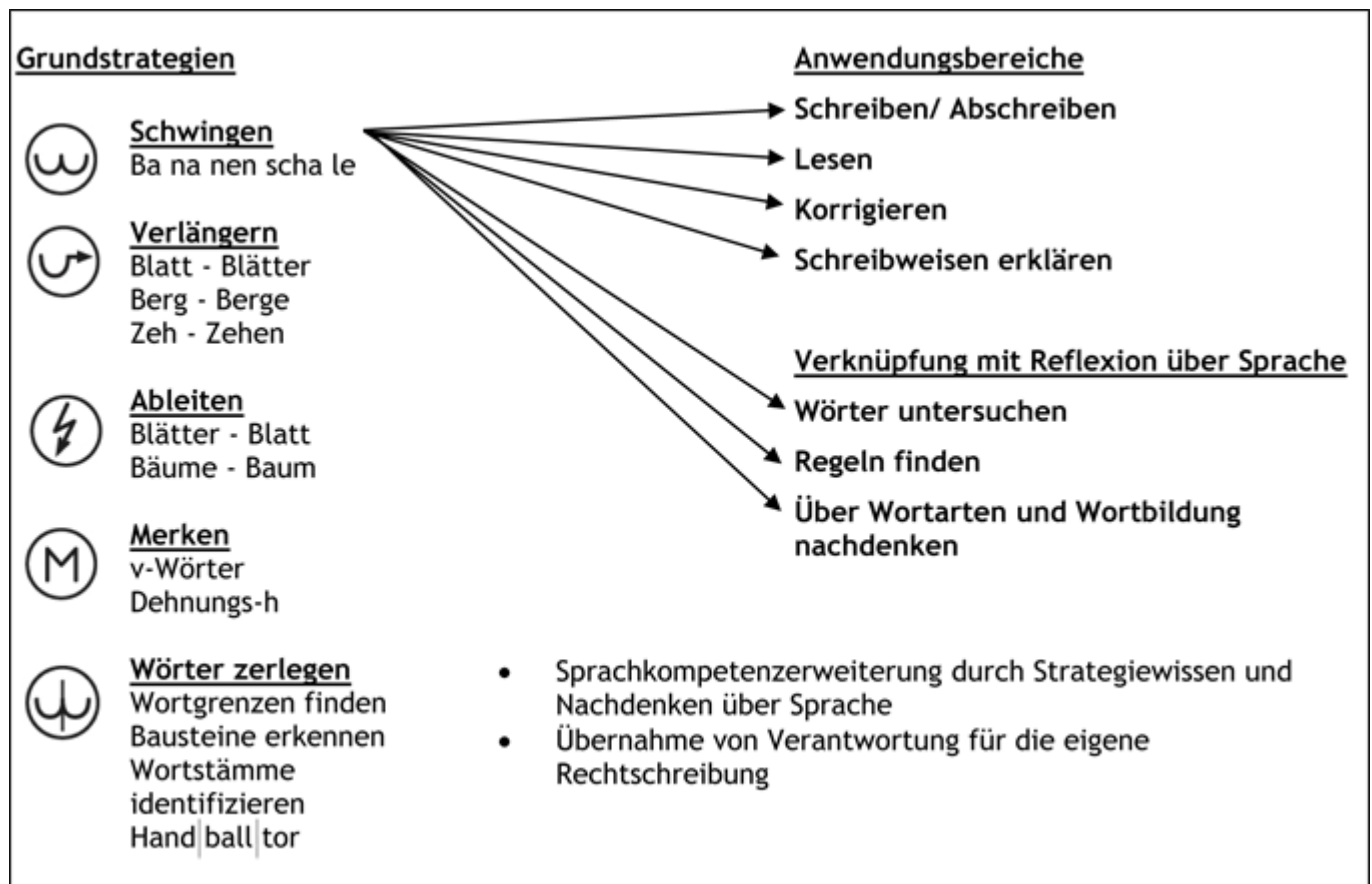 Grundstrategien
Schwingen
Ba na nen scha le
Verlängern
Blatt - Blätter
Berg - Berge
Zeh - Zehen
Ableiten
Blätter - Blatt
Bäume - Baum
M
Merken
v-Wörter
Dehnungs-h
Wörter zerlegen
Wortgrenzen finden
Bausteine erkennen
Wortstämme
identifizieren
Hand|ball|tor
Anwendungsbereiche
Schreiben/ Abschreiben
Lesen
Korrigieren
Schreibweisen erklären
Verknüpfung mit Reflexion über Sprache
Wörter untersuchen
Regeln finden
Über Wortarten und Wortbildung
nachdenken
• Sprachkompetenzerweiterung durch Strategiewissen und
Nachdenken über Sprache
• Übernahme von Verantwortung für die eigene
Rechtschreibung